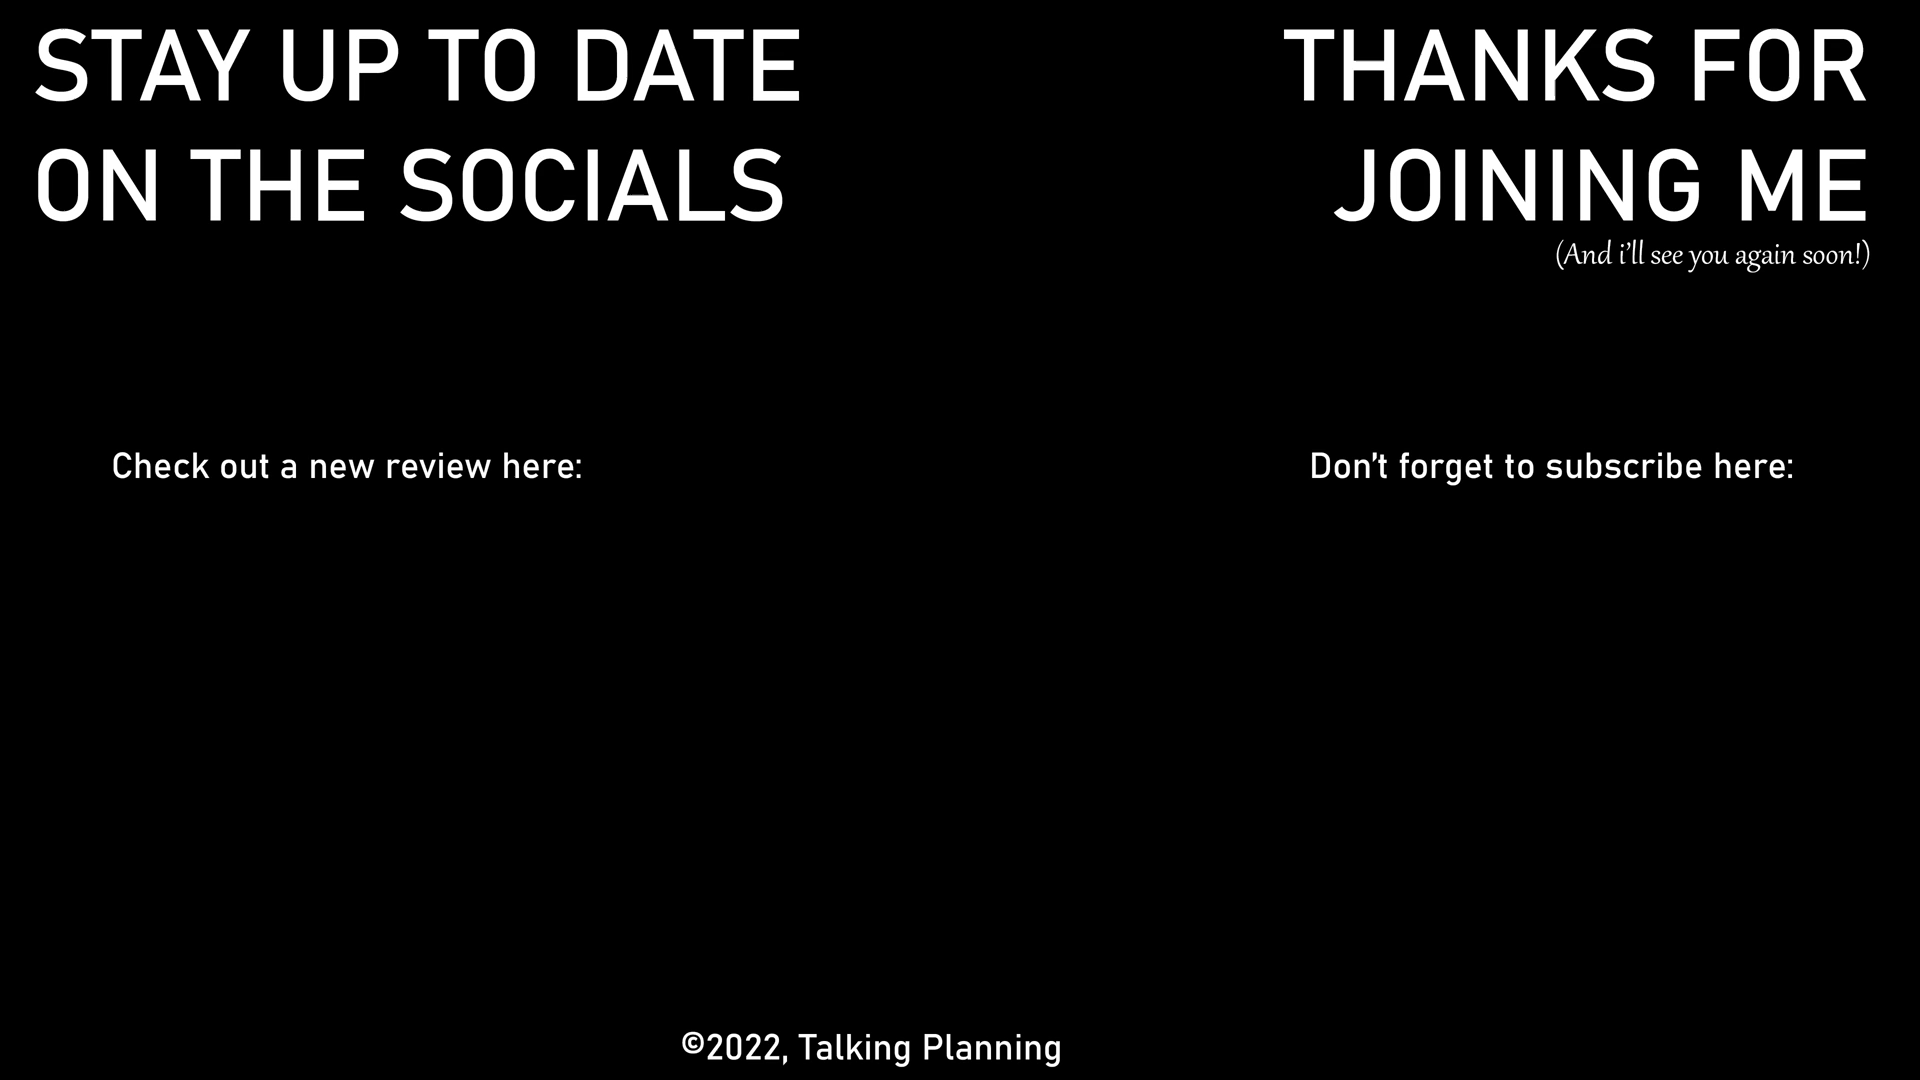 STAY UP TO DATE
ON THE SOCIALS
THANKS FOR
JOINING ME
(And i’ll see you again soon!)
Check out a new review here:
Don’t forget to subscribe here:
©2022, Talking Planning